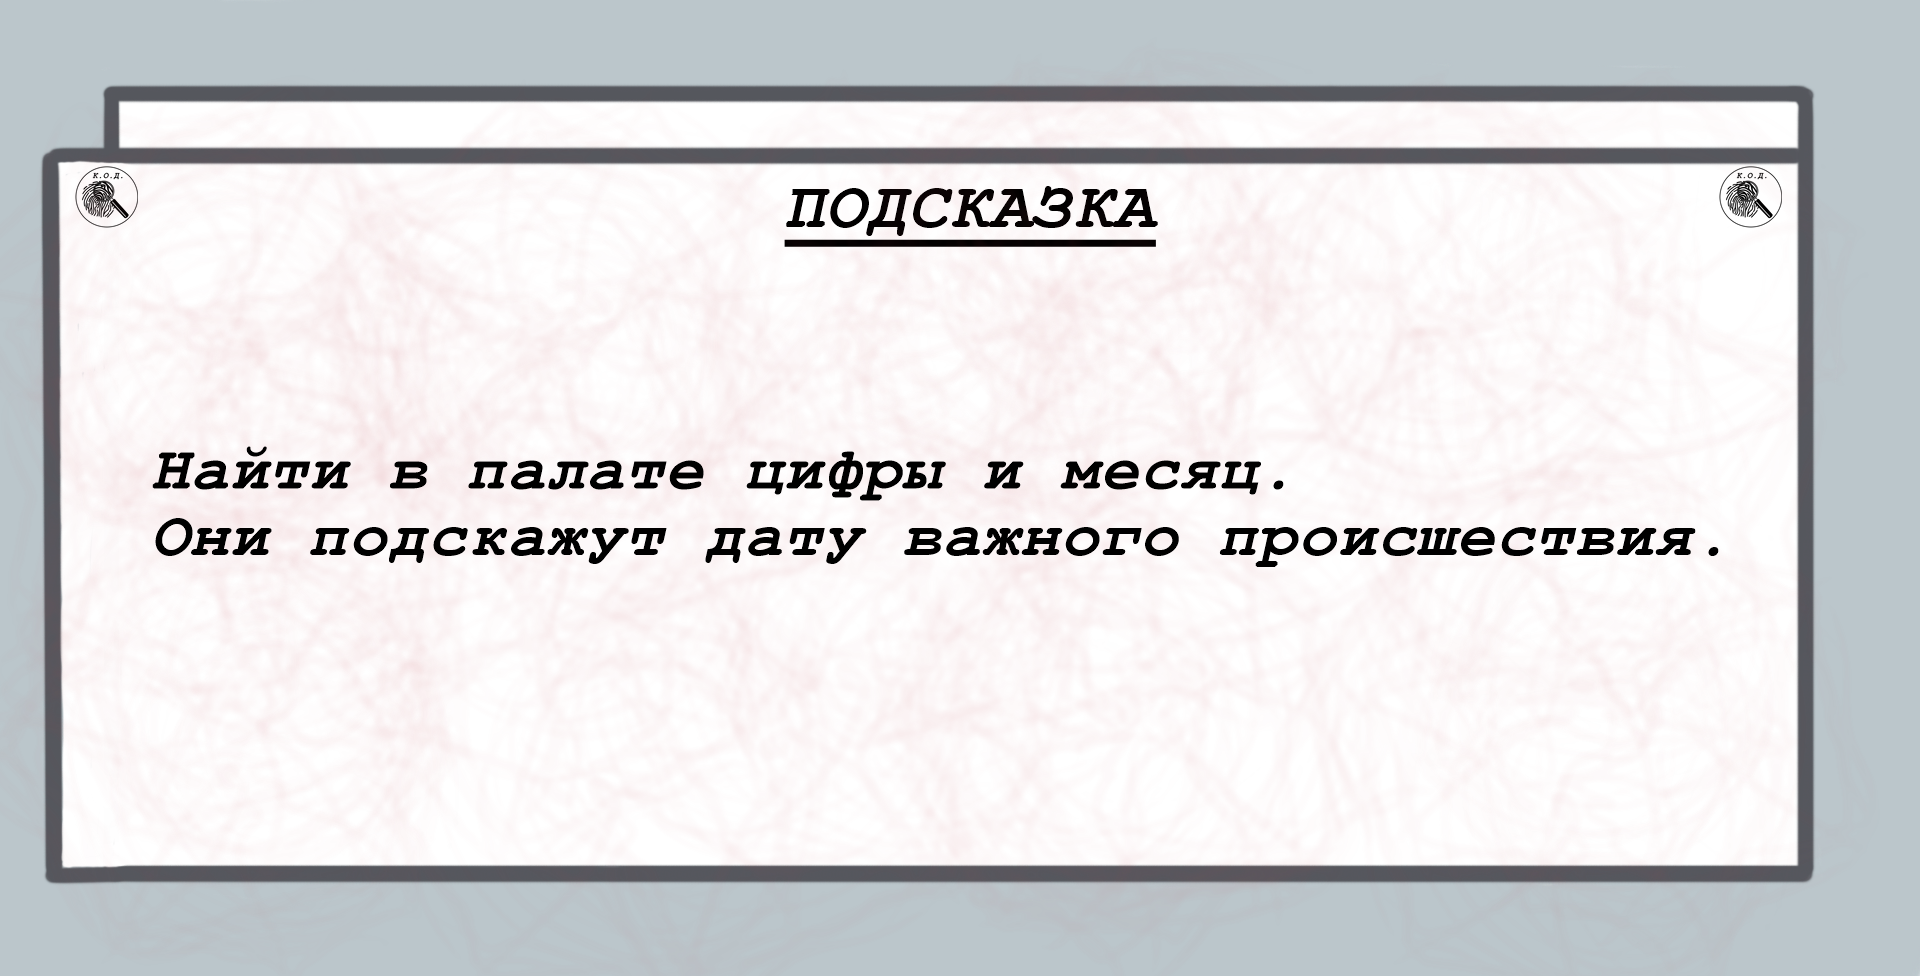 К.О.Д. К.О.Д.
ПОДСКАЗКА
Найти в палате цифры и месяц.
Они подскажут дату важного происшествия.